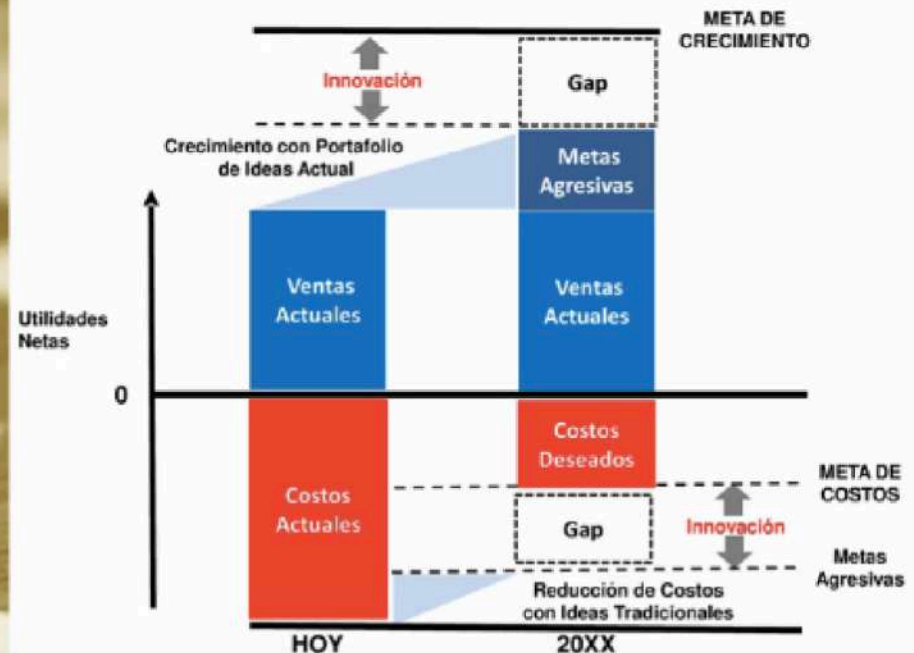 META DE
CRECIMIENTO
Innovación
Gap
Crecimiento con Portafolio
de Ideas Actual
Metas
Agresivas
Ventas
Actuales
Ventas
Actuales
Utilidades
Netas
0
Costos
Deseados
Costos
Actuales
META DE
COSTOS
Gap
Innovación
Metas
Agresivas
Reducción de Costos
con Ideas Tradicionales
HOY
20XX